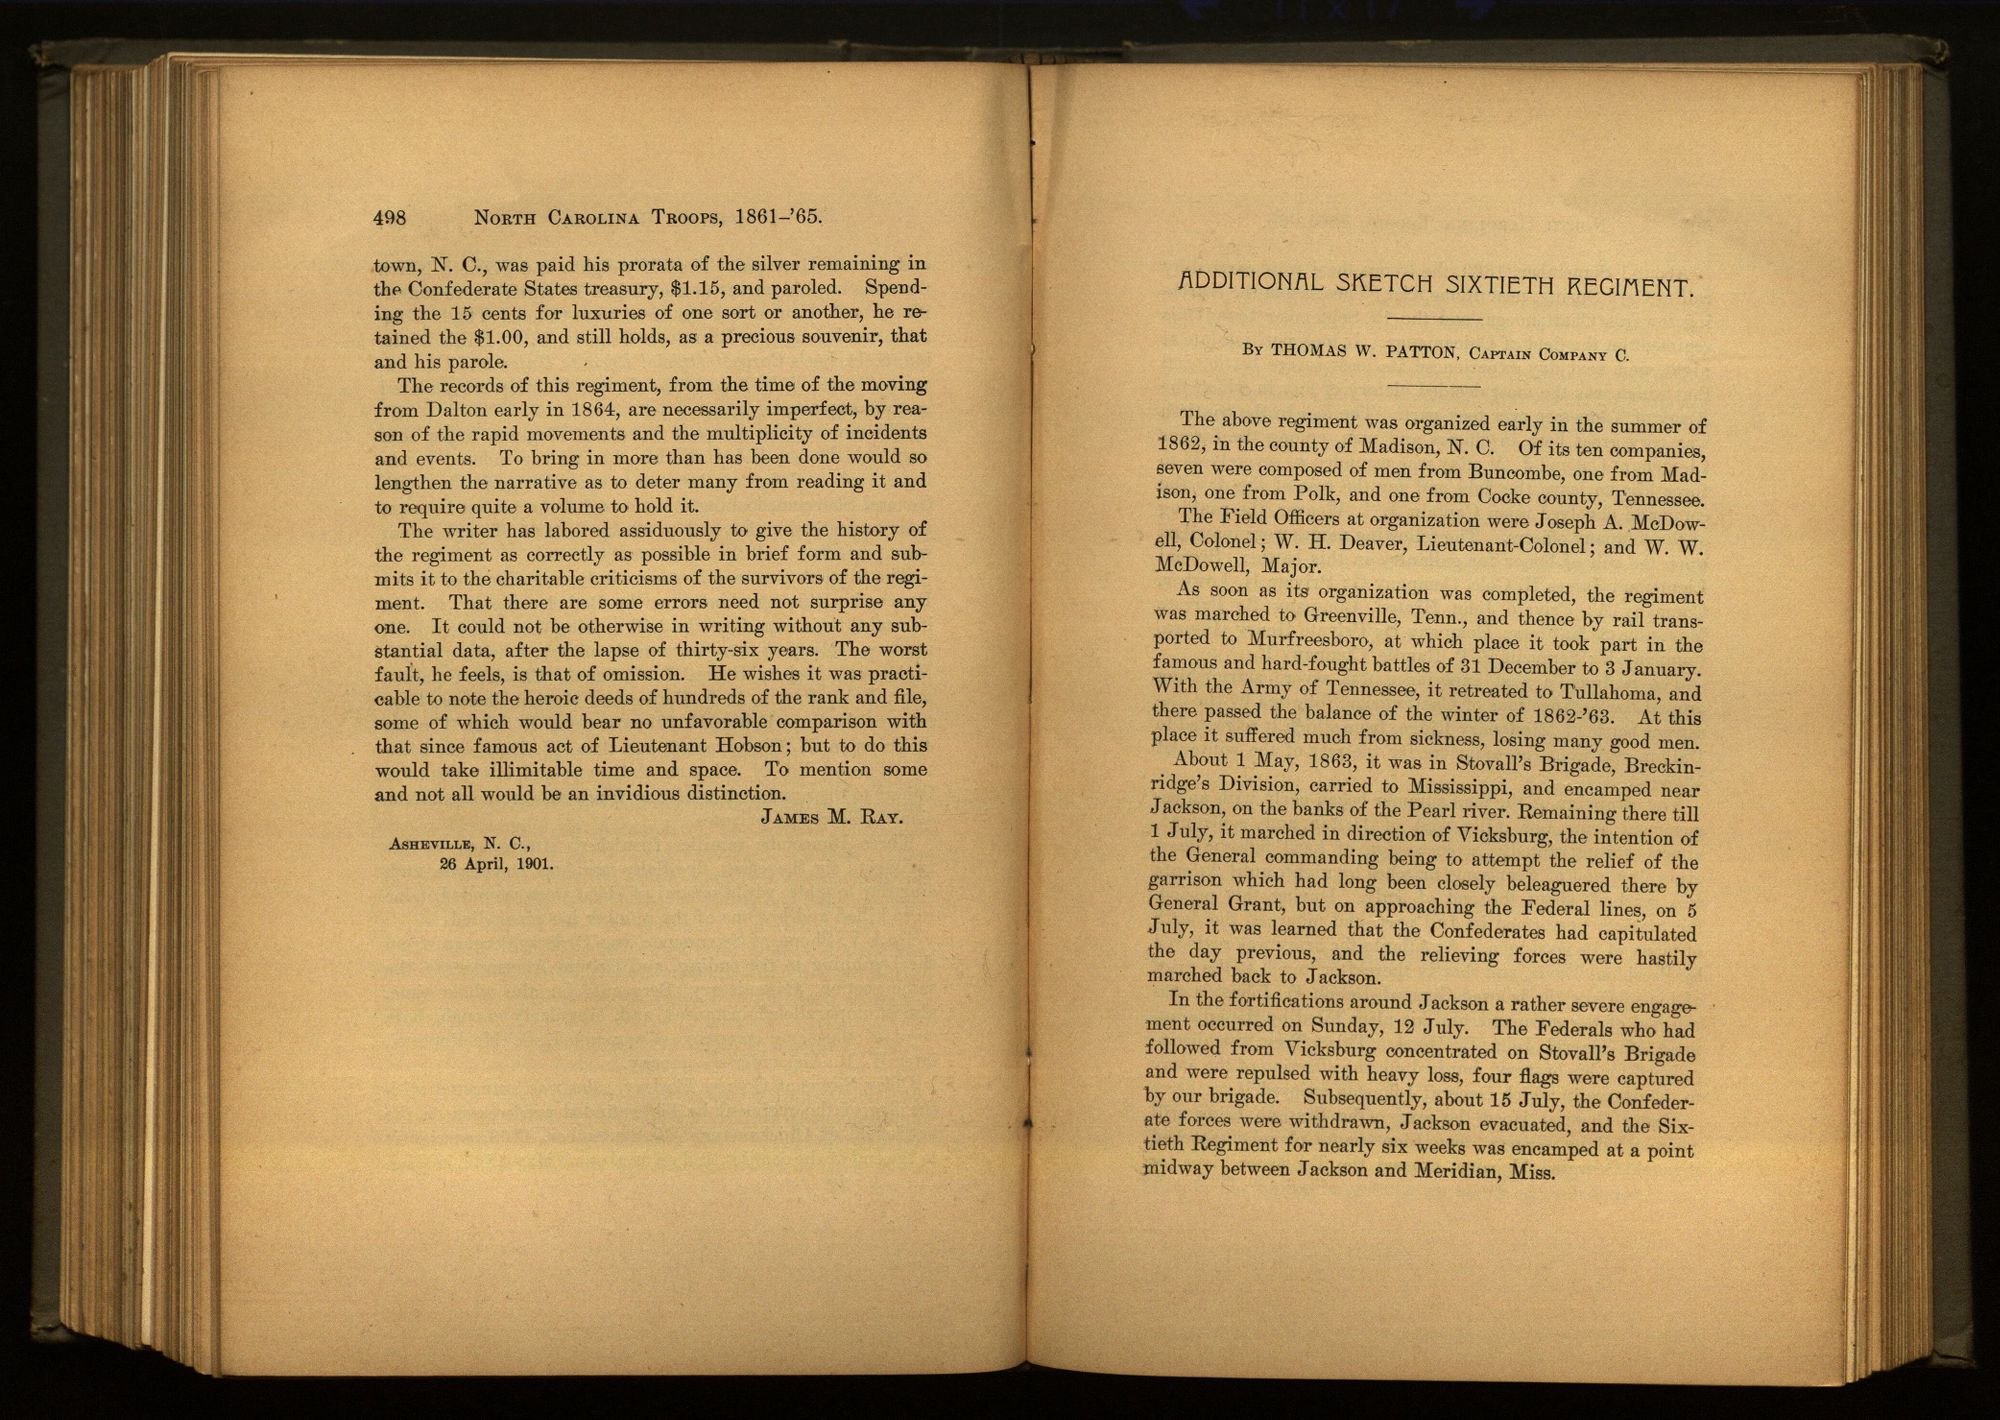 498 North Carolina Troops, 1861-'65.
town, N. C., was paid his prorata of the silver remaining in
the Confederate States treasury, $1.15, and paroled. Spend-
ing the 15 cents for luxuries of one sort or another, he re-
tained the $1.00, and still holds, as a precious souvenir, that
and his parole.
The records of this regiment, from the time of the moving
from Dalton early in 1864, are necessarily imperfect, by rea-
son of the rapid movements and the multiplicity of incidents
and events. To bring in more than has been done would so
lengthen the narrative as to deter many from reading it and
to require quite a volume to hold it.
The writer has labored assiduously to give the history of
the regiment as correctly as possible in brief form and sub-
mits it to the charitable criticisms of the survivors of the regi-
ment. That there are some errors need not surprise any
one. It could not be otherwise in writing without any sub-
stantial data, after the lapse of thirty-six years. The worst
fault, he feels, is that of omission. He wishes it was practi-
cable to note the heroic deeds of hundreds of the rank and file,
some of which would bear no unfavorable comparison with
that since famous act of Lieutenant Hobson; but to do this
would take illimitable time and space. To mention some
and not all would be an invidious distinction.
James M. Ray.
Asheville, N. C.,
26 April, 1901.
ADDITIONAL SKETCH SIXTIETH REGIMENT.
By THOMAS W. PATTON, Captain Company C.
The above regiment was organized early in the summer of
1862, in the county of Madison, N. C. Of its ten companies,
seven were composed of men from Buncombe, one from Mad-
ison, one from Polk, and one from Cocke county, Tennessee.
The Field Officers at organization were Joseph A. McDow-
ell, Colonel; W. H. Deaver, Lieutenant-Colonel; and W. W.
McDowell, Major.
As soon as its organization was completed, the regiment
was marched to Greenville, Tenn., and thence by rail trans-
ported to Murfreesboro, at which place it took part in the
famous and hard-fought battles of 31 December to 3 January.
With the Army of Tennessee, it retreated to Tullahoma, and
there passed the balance of the winter of 1862-'63. At this
place it suffered much from sickness, losing many good men.
About 1 May, 1863, it was in Stovall's Brigade, Breckin-
ridge's Division, carried to Mississippi, and encamped near
Jackson, on the banks of the Pearl river. Remaining there till
1 July, it marched in direction of Vicksburg, the intention of
the General commanding being to attempt the relief of the
garrison which had long been closely beleaguered there by
General Grant, but on approaching the Federal lines, on 5
July, it was learned that the Confederates had capitulated
the day previous, and the relieving forces were hastily
marched back to Jackson.
In the fortifications around Jackson a rather severe engage-
ment occurred on Sunday, 12 July. The Federals who had
followed from Vicksburg concentrated on Stovall's Brigade
and were repulsed with heavy loss, four flags were captured
by our brigade. Subsequently, about 15 July, the Confeder-
ate forces were withdrawn, Jackson evacuated, and the Six-
tieth Regiment for nearly six weeks was encamped at a point
midway between Jackson and Meridian, Miss.